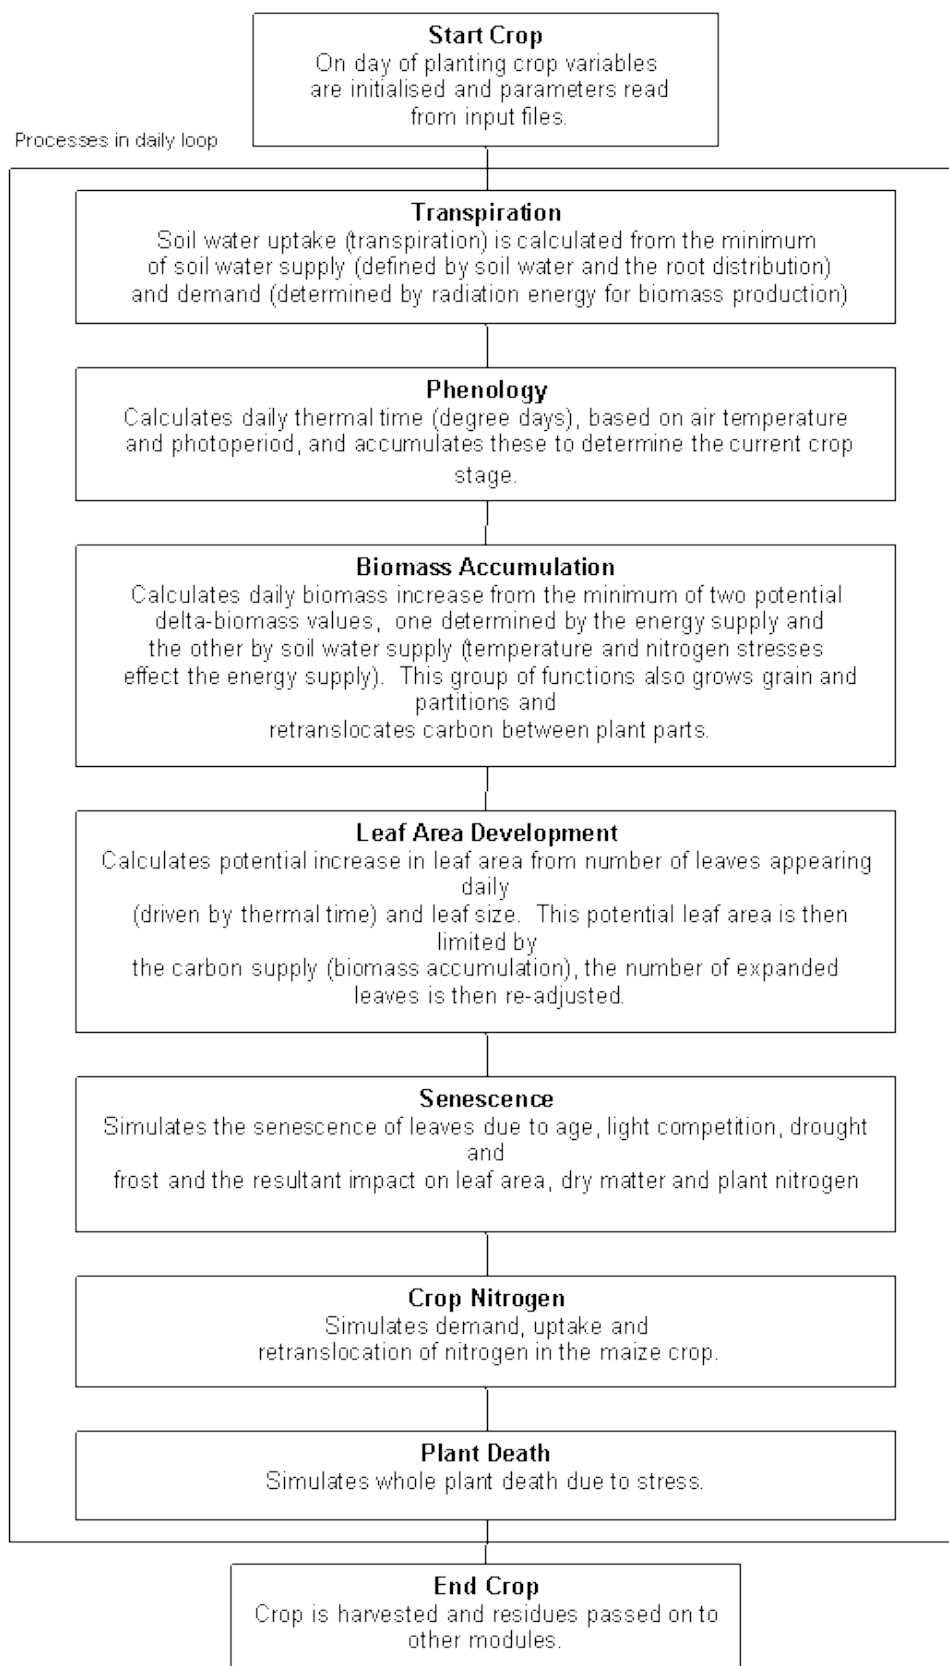 Start Crop
On day of planting crop variables
are initialised and parameters read
from input files.
Processes in daily loop
Transpiration
Soil water uptake (transpiration) is calculated from the minimum
of soil water supply (defined by soil water and the root distribution)
and demand (determined by radiation energy for biomass production)
Phenology
Calculates daily thermal time (degree days), based on air temperature
and photoperiod, and accumulates these to determine the current crop
stage.
Biomass Accumulation
Calculates daily biomass increase from the minimum of two potential
delta-biomass values, one determined by the energy supply and
the other by soil water supply (temperature and nitrogen stresses
effect the energy supply). This group of functions also grows grain and
partitions and
retranslocates carbon between plant parts.
Leaf Area Development
Calculates potential increase in leaf area from number of leaves appearing
daily
(driven by thermal time) and leaf size. This potential leaf area is then
limited by
the carbon supply (biomass accumulation), the number of expanded
leaves is then re-adjusted.
Senescence
Simulates the senescence of leaves due to age, light competition, drought
and
frost and the resultant impact on leaf area, dry matter and plant nitrogen
Crop Nitrogen
Simulates demand, uptake and
retranslocation of nitrogen in the maize crop.
Plant Death
Simulates whole plant death due to stress.
End Crop
Crop is harvested and residues passed on to
other modules.